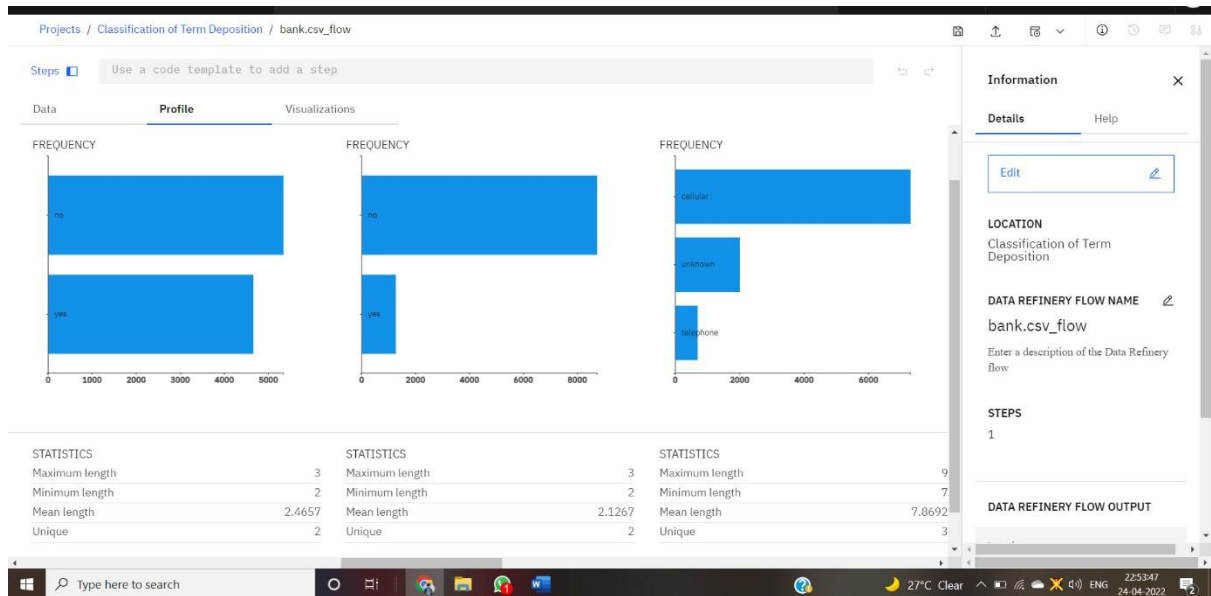 Projects / Classification of Term Deposition / bank.csv_flow
Steps
Use a code template to add a step
Data Profile Visualizations
FREQUENCY
no
yes
0 1000 2000 3000 4000 5000
FREQUENCY
no
yes
0 2000 4000 6000 8000
FREQUENCY
cellular
unknown
telephone
0 2000 4000 6000
STATISTICS
Maximum length 3
Minimum length 2
Mean length 2.4657
Unique 2
STATISTICS
Maximum length 3
Minimum length 2
Mean length 2.1267
Unique 2
STATISTICS
Maximum length 9
Minimum length 7
Mean length 7.8692
Unique 3
Information
Details Help
Edit
LOCATION
Classification of Term
Deposition
DATA REFINERY FLOW NAME
bank.csv_flow
Enter a description of the Data Refinery
flow
STEPS
1
DATA REFINERY FLOW OUTPUT
Type here to search
27°C Clear
ENG
22:53:47
24-04-2022
2